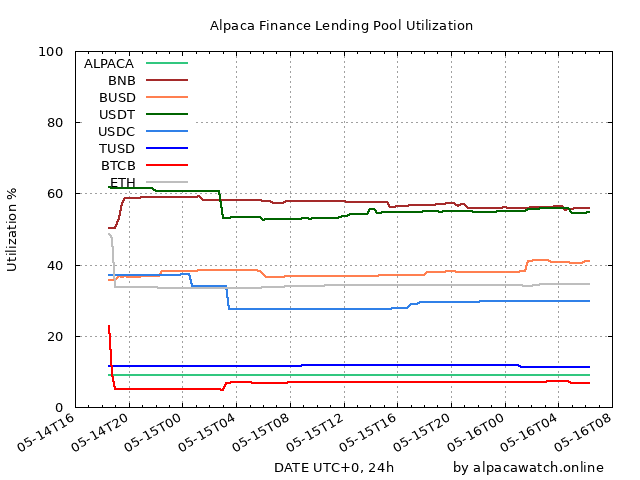 Alpaca Finance Lending Pool Utilization
100
80
60
40
20
0
Utilization %
ALPACA
BNB
BUSD
USDT
USDC
TUSD
BTCB
ETH
05-14T16
05-14T20
05-15T00
05-15T04
05-15T08
05-15T12
05-15T16
05-15T20
05-16T00
05-16T04
05-16T08
DATE UTC+0, 24h
by alpacawatch.online